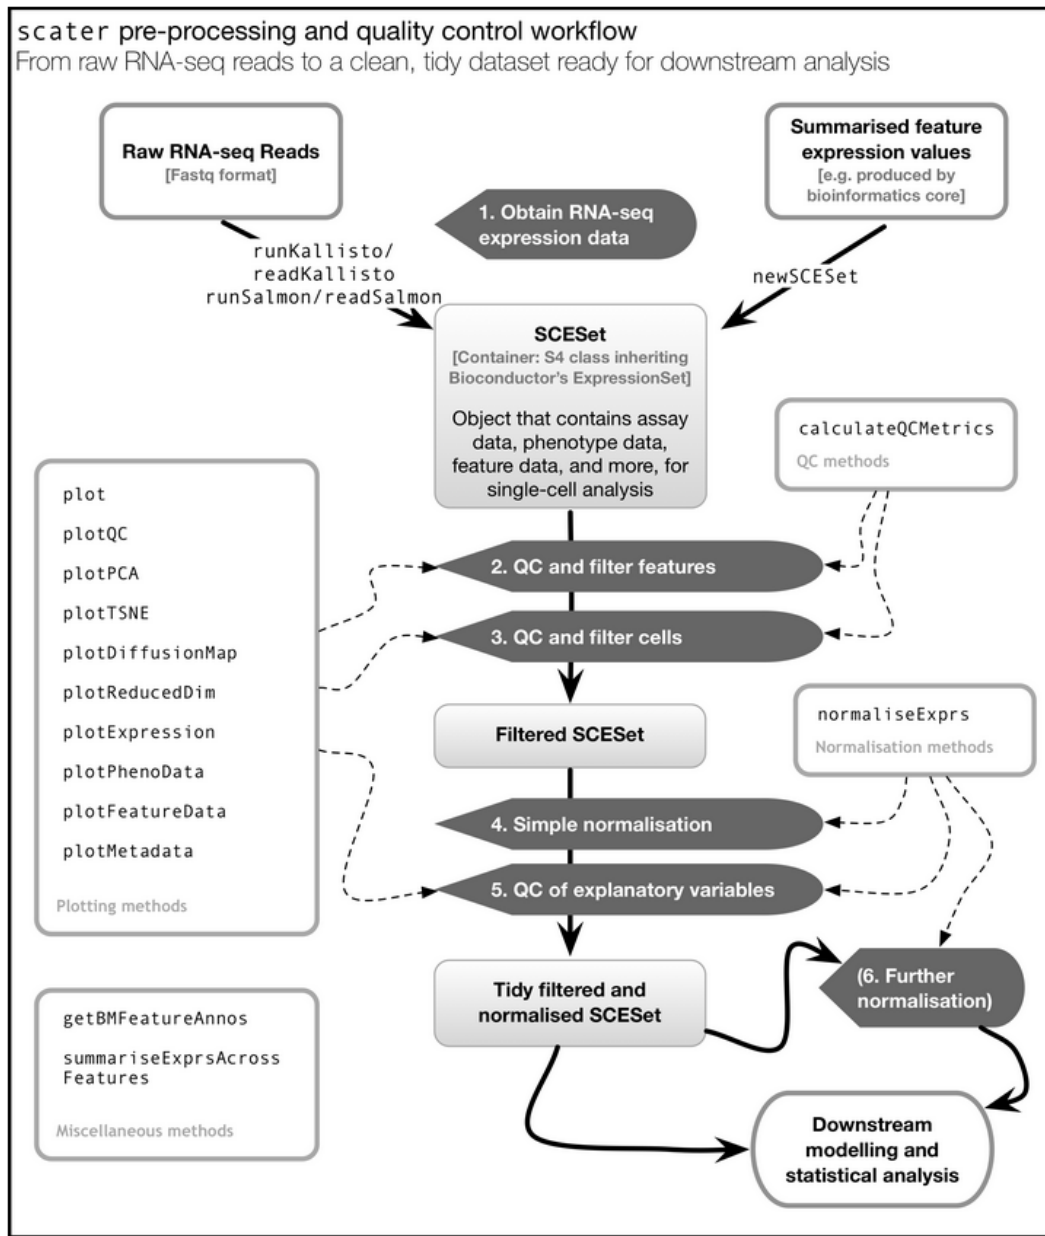 scater pre-processing and quality control workflow
From raw RNA-seq reads to a clean, tidy dataset ready for downstream analysis
Raw RNA-seq Reads
[Fastq format]
Summarised feature
expression values
[e.g. produced by
bioinformatics core]
1. Obtain RNA-seq
expression data
runKallisto/
readKallisto
runSalmon/readSalmon
newSCESet
SCESet
[Container: S4 class inheriting
Bioconductor's ExpressionSet]
Object that contains assay
data, phenotype data,
feature data, and more, for
single-cell analysis
calculateQCMetrics
QC methods
plot
plotQC
plotPCA
plotTSNE
plotDiffusionMap
plotReducedDim
plotExpression
plotPhenoData
plotFeatureData
plotMetadata
Plotting methods
2. QC and filter features
3. QC and filter cells
Filtered SCESet
normaliseExprs
Normalisation methods
4. Simple normalisation
5. QC of explanatory variables
Tidy filtered and
normalised SCESet
(6. Further
normalisation)
getBMFeatureAnnos
summariseExprsAcross
Features
Miscellaneous methods
Downstream
modelling and
statistical analysis